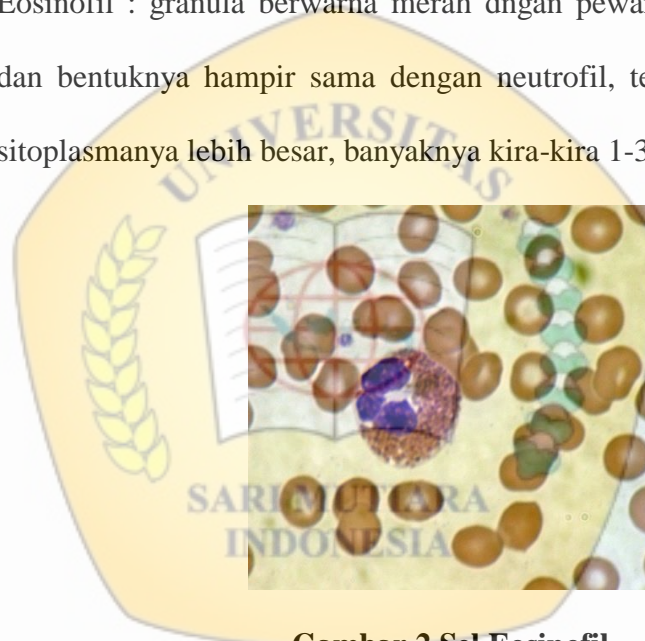 Eosinofil : granula berwarna merah dngan pewa
dan bentuknya hampir sama dengan neutrofil, te
sitoplasmanya lebih besar, banyaknya kira-kira 1-3
UNIVERSITAS
SARI MUTIARA
INDONESIA
Gambar 2 Sel Eosinofil